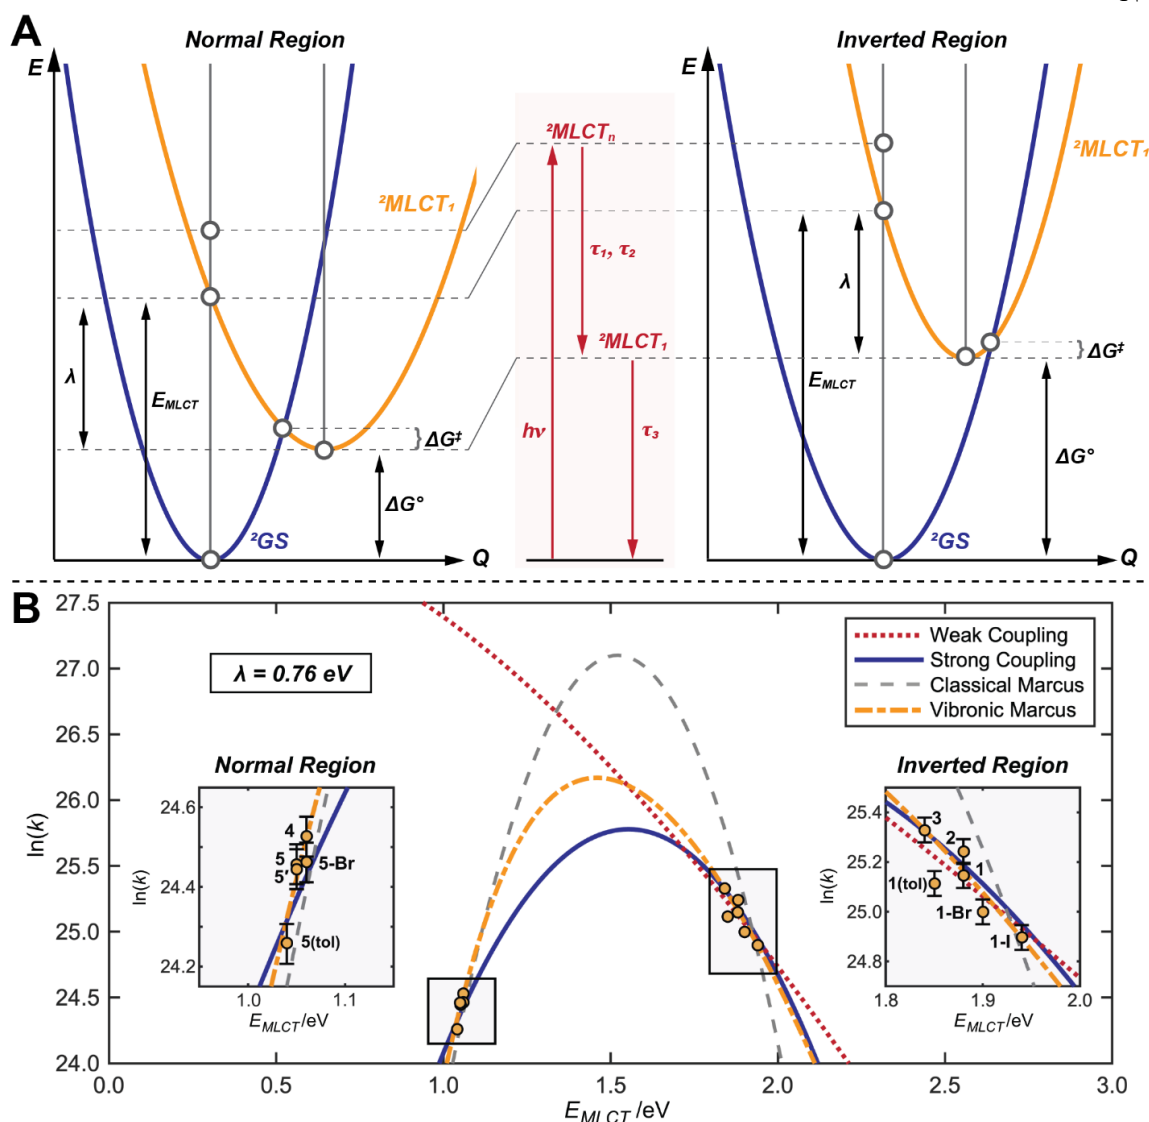 A
Normal Region
Inverted Region
E
E
²MLCTₙ
²MLCT₁
²MLCT₁
τ₁, τ₂
λ
λ
²MLCT₁
E_MLCT
E_MLCT
ΔG‡
ΔG‡
hν
τ₃
ΔG°
ΔG°
²GS
²GS
Q
Q
B
27.5
27.0
26.5
26.0
25.5
25.0
24.5
24.0
ln(k)
λ = 0.76 eV
Weak Coupling
Strong Coupling
Classical Marcus
Vibronic Marcus
Normal Region
24.6
24.4
24.2
ln(k)
4
5
5'
5-Br
5(tol)
1.0
1.1
E_MLCT/eV
Inverted Region
25.4
25.2
25.0
24.8
ln(k)
3
2
1
1(tol)
1-Br
1-I
1.8
1.9
2.0
E_MLCT/eV
0.0
0.5
1.0
1.5
2.0
2.5
3.0
E_MLCT/eV